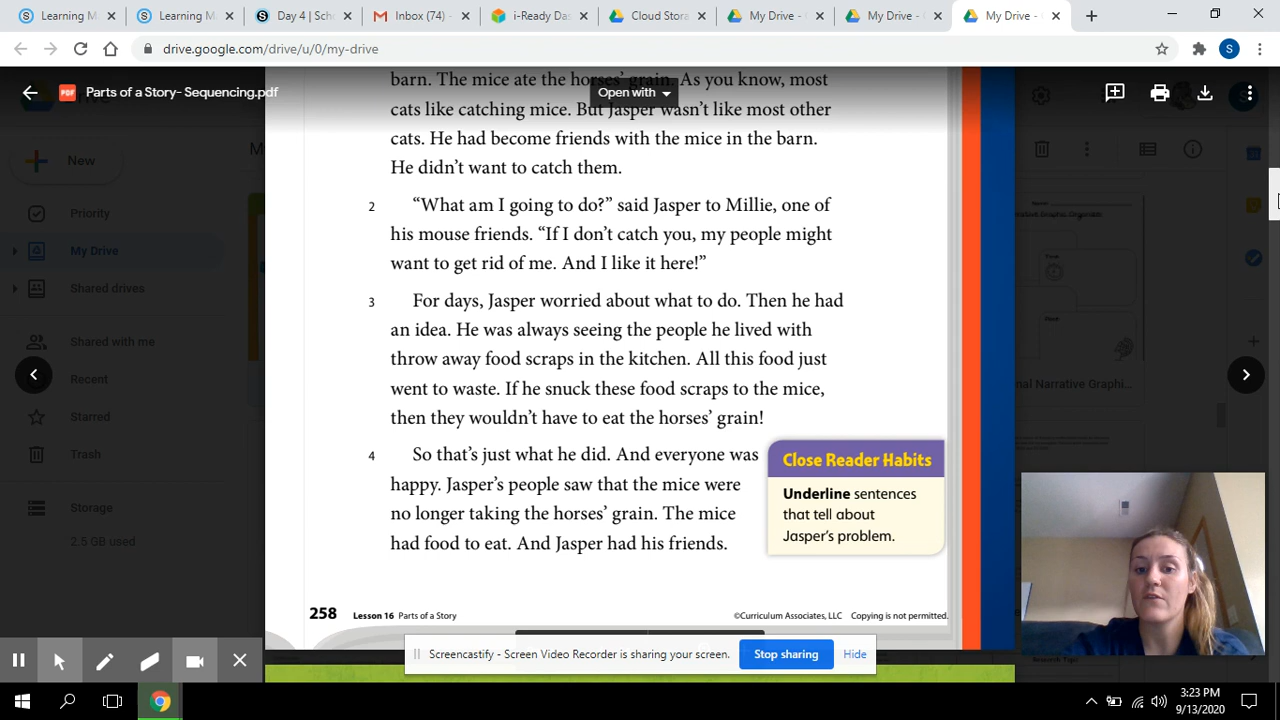 Learning M
Learning M
Day 4 | Sch
Inbox (74) -
i-Ready Das
Cloud Stora
My Drive -
My Drive -
My Drive -
drive.google.com/drive/u/0/my-drive
Parts of a Story- Sequencing.pdf
Open with
New
Priority
My Drive
Shared drives
Shared with me
Recent
Starred
Trash
Storage
2.5 GB used
barn. The mice ate the horses’ grain. As you know, most
cats like catching mice. But Jasper wasn’t like most other
cats. He had become friends with the mice in the barn.
He didn’t want to catch them.
2 “What am I going to do?” said Jasper to Millie, one of
his mouse friends. “If I don’t catch you, my people might
want to get rid of me. And I like it here!”
3 For days, Jasper worried about what to do. Then he had
an idea. He was always seeing the people he lived with
throw away food scraps in the kitchen. All this food just
went to waste. If he snuck these food scraps to the mice,
then they wouldn’t have to eat the horses’ grain!
4 So that’s just what he did. And everyone was
happy. Jasper’s people saw that the mice were
no longer taking the horses’ grain. The mice
had food to eat. And Jasper had his friends.
Close Reader Habits
Underline sentences
that tell about
Jasper’s problem.
258 Lesson 16 Parts of a Story
©Curriculum Associates, LLC Copying is not permitted.
nal Narrative Graphi...
Screencastify - Screen Video Recorder is sharing your screen.
Stop sharing
Hide
3:23 PM
9/13/2020